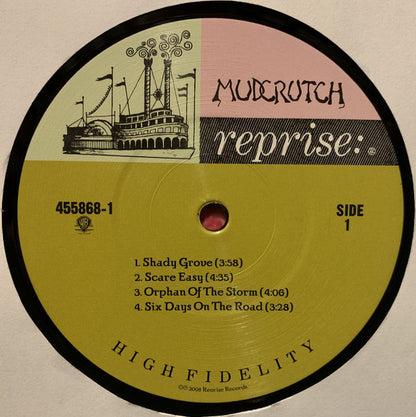 MUDCRUTCH
reprise: ®
455868-1
SIDE
1
1. Shady Grove (3:58)
2. Scare Easy (4:35)
3. Orphan Of The Storm (4:06)
4. Six Days On The Road (3:28)
HIGH FIDELITY
℗© 2008 Reprise Records